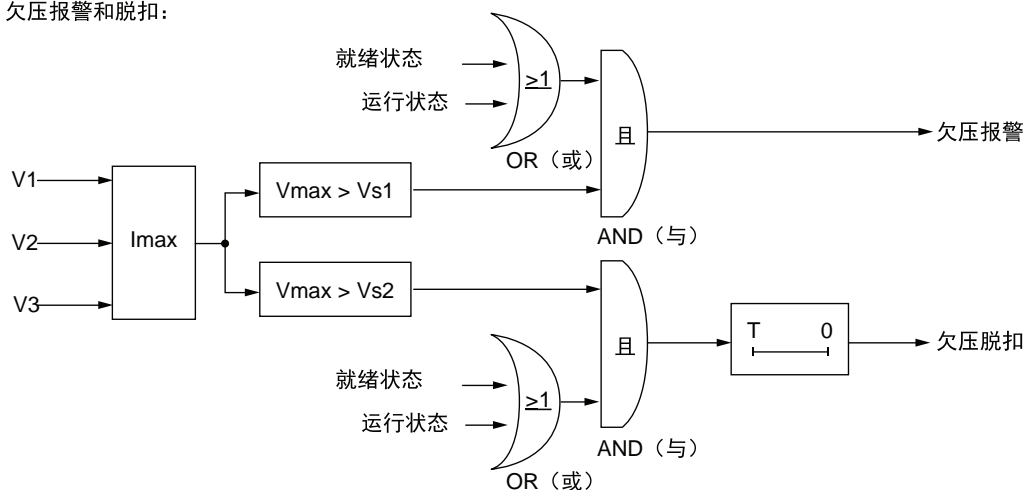 欠压报警和脱扣：
就绪状态
运行状态
≥1
OR（或）
且
AND（与）
欠压报警
V1
V2
V3
Imax
Vmax > Vs1
Vmax > Vs2
就绪状态
运行状态
≥1
OR（或）
且
AND（与）
T 0
欠压脱扣